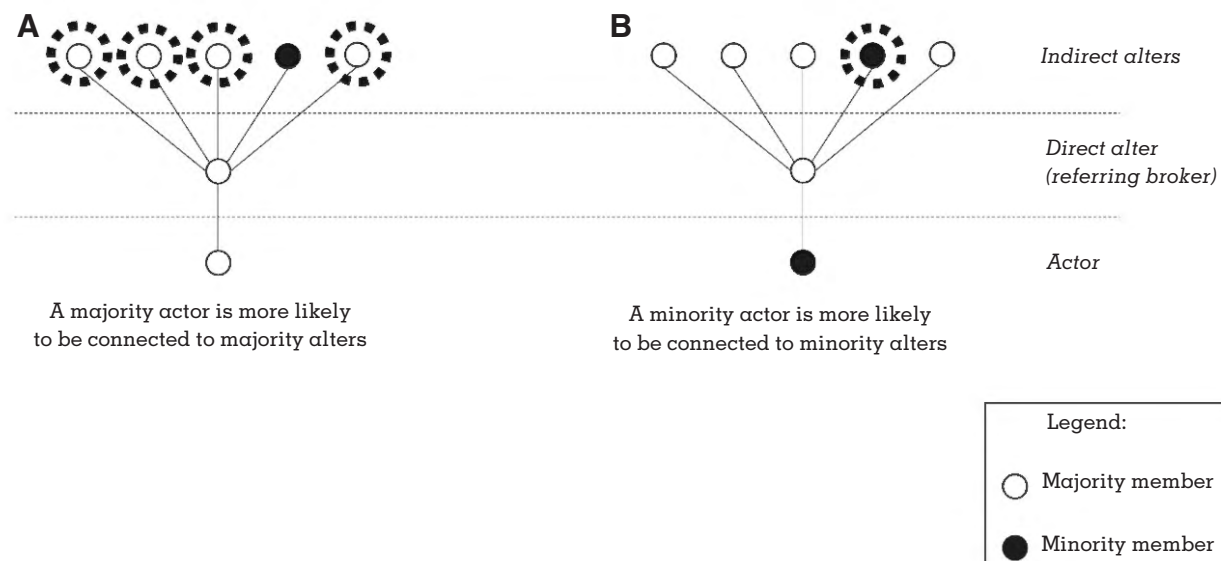 A
B
Indirect alters
Direct alter
(referring broker)
Actor
A majority actor is more likely
to be connected to majority alters
A minority actor is more likely
to be connected to minority alters
Legend:
Majority member
Minority member